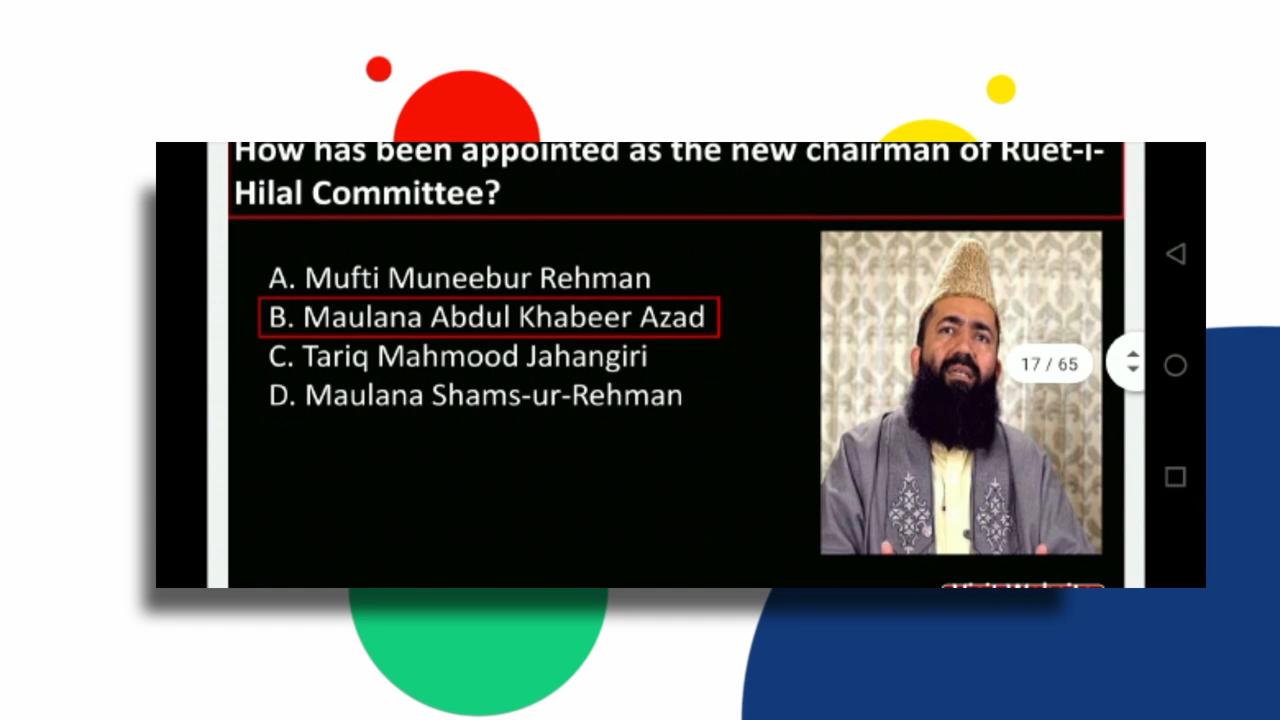 How has been appointed as the new chairman of Ruet-i-
Hilal Committee?
A. Mufti Muneebur Rehman
B. Maulana Abdul Khabeer Azad
C. Tariq Mahmood Jahangiri
D. Maulana Shams-ur-Rehman
17 / 65